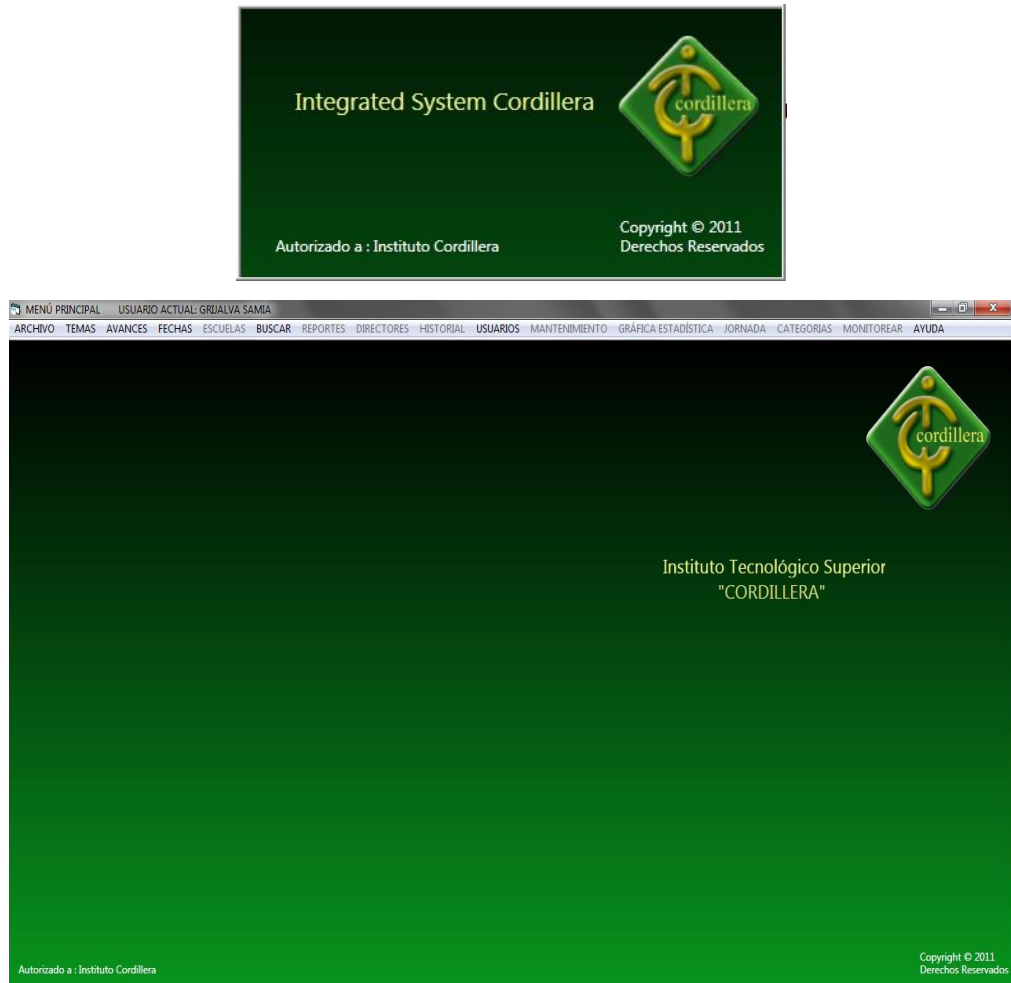 Integrated System Cordillera
cordillera
Autorizado a : Instituto Cordillera
Copyright © 2011
Derechos Reservados
MENÚ PRINCIPAL USUARIO ACTUAL: GRIJALVA SAMIA
ARCHIVO TEMAS AVANCES FECHAS ESCUELAS BUSCAR REPORTES DIRECTORES HISTORIAL USUARIOS MANTENIMIENTO GRÁFICA ESTADÍSTICA JORNADA CATEGORIAS MONITOREAR AYUDA
cordillera
Instituto Tecnológico Superior
"CORDILLERA"
Autorizado a : Instituto Cordillera
Copyright © 2011
Derechos Reservados